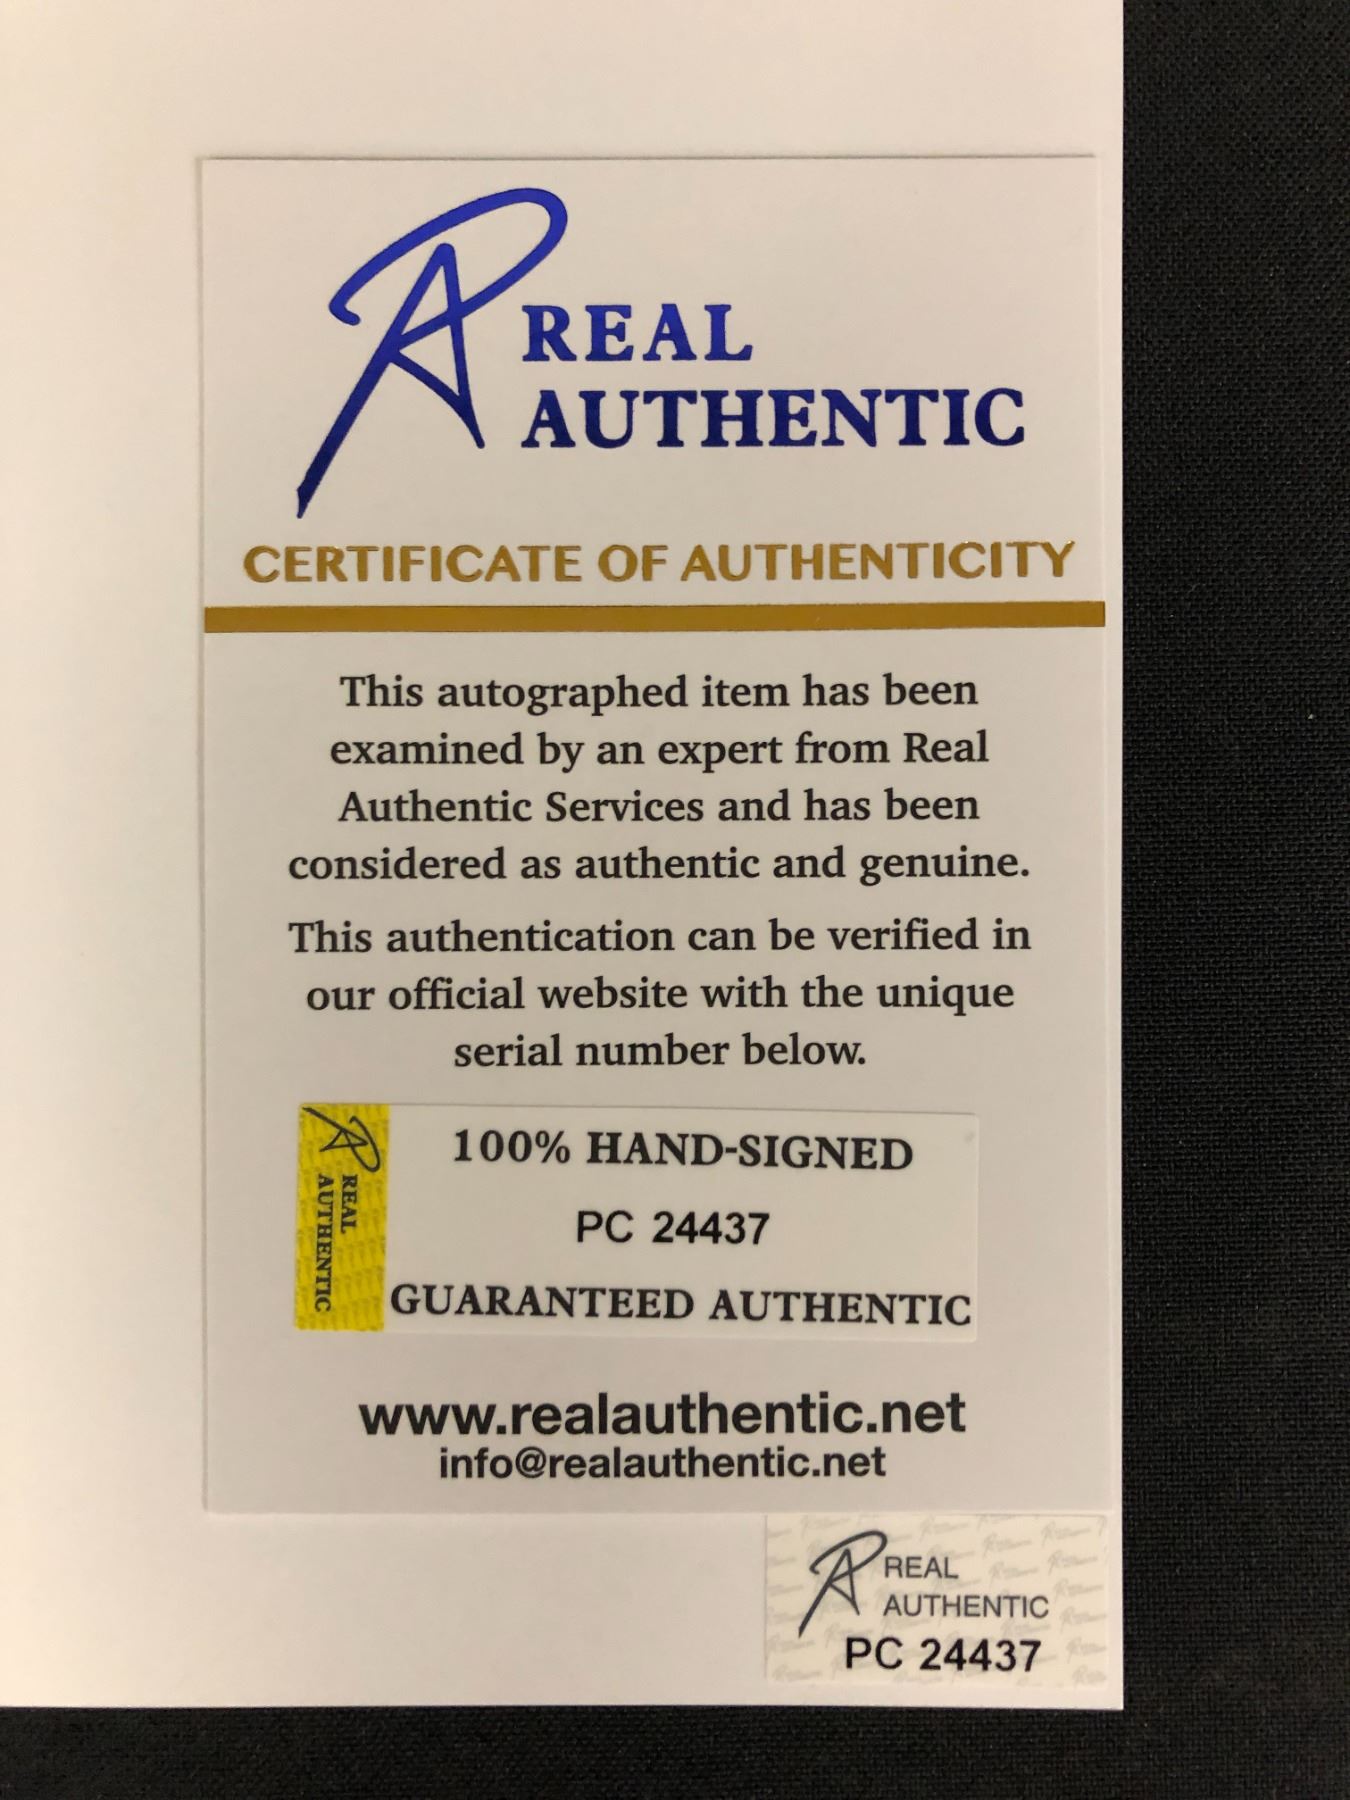 REAL
AUTHENTIC
CERTIFICATE OF AUTHENTICITY
This autographed item has been
examined by an expert from Real
Authentic Services and has been
considered as authentic and genuine.
This authentication can be verified in
our official website with the unique
serial number below.
REAL
AUTHENTIC
100% HAND-SIGNED
PC 24437
GUARANTEED AUTHENTIC
www.realauthentic.net
info@realauthentic.net
REAL
AUTHENTIC
PC 24437